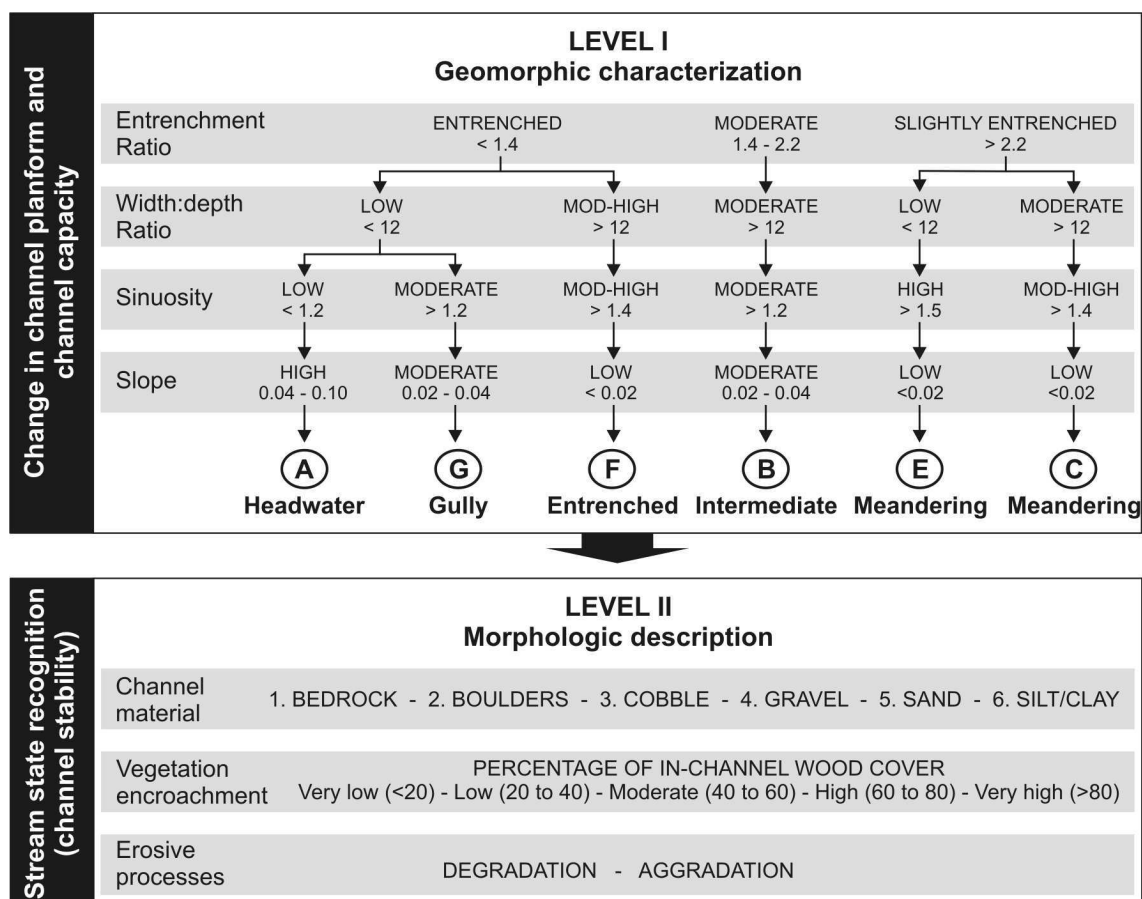 Change in channel planform and
channel capacity
LEVEL I
Geomorphic characterization
Entrenchment
Ratio
ENTRENCHED
< 1.4
MODERATE
1.4 - 2.2
SLIGHTLY ENTRENCHED
> 2.2
Width:depth
Ratio
LOW
< 12
MOD-HIGH
> 12
MODERATE
> 12
LOW
< 12
MODERATE
> 12
Sinuosity
LOW
< 1.2
MODERATE
> 1.2
MOD-HIGH
> 1.4
MODERATE
> 1.2
HIGH
> 1.5
MOD-HIGH
> 1.4
Slope
HIGH
0.04 - 0.10
MODERATE
0.02 - 0.04
LOW
< 0.02
MODERATE
0.02 - 0.04
LOW
<0.02
LOW
<0.02
A
Headwater
G
Gully
F
Entrenched
B
Intermediate
E
Meandering
C
Meandering
Stream state recognition
(channel stability)
LEVEL II
Morphologic description
Channel
material
1. BEDROCK - 2. BOULDERS - 3. COBBLE - 4. GRAVEL - 5. SAND - 6. SILT/CLAY
Vegetation
encroachment
PERCENTAGE OF IN-CHANNEL WOOD COVER
Very low (<20) - Low (20 to 40) - Moderate (40 to 60) - High (60 to 80) - Very high (>80)
Erosive
processes
DEGRADATION - AGGRADATION